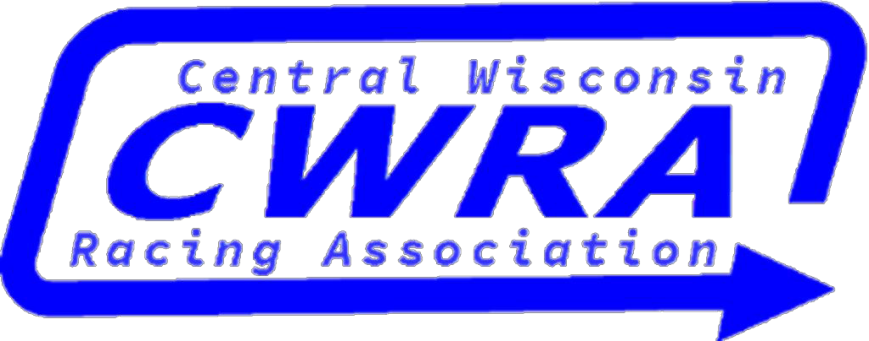 Central Wisconsin
CWRA
Racing Association